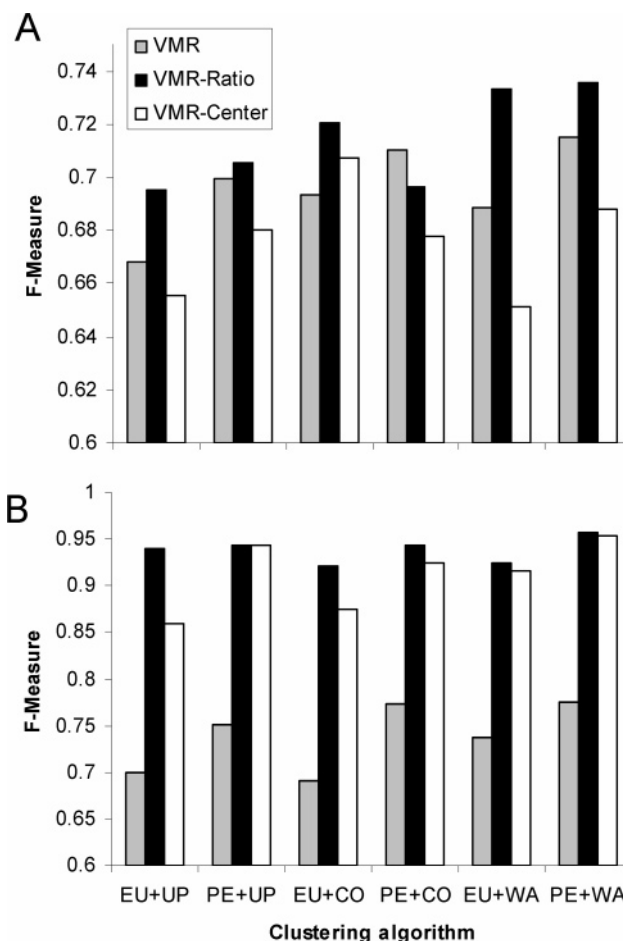 A
VMR
VMR-Ratio
VMR-Center
0.74
0.72
0.7
0.68
0.66
0.64
0.62
0.6
F-Measure
B
1
0.95
0.9
0.85
0.8
0.75
0.7
0.65
0.6
F-Measure
EU+UP PE+UP EU+CO PE+CO EU+WA PE+WA
Clustering algorithm